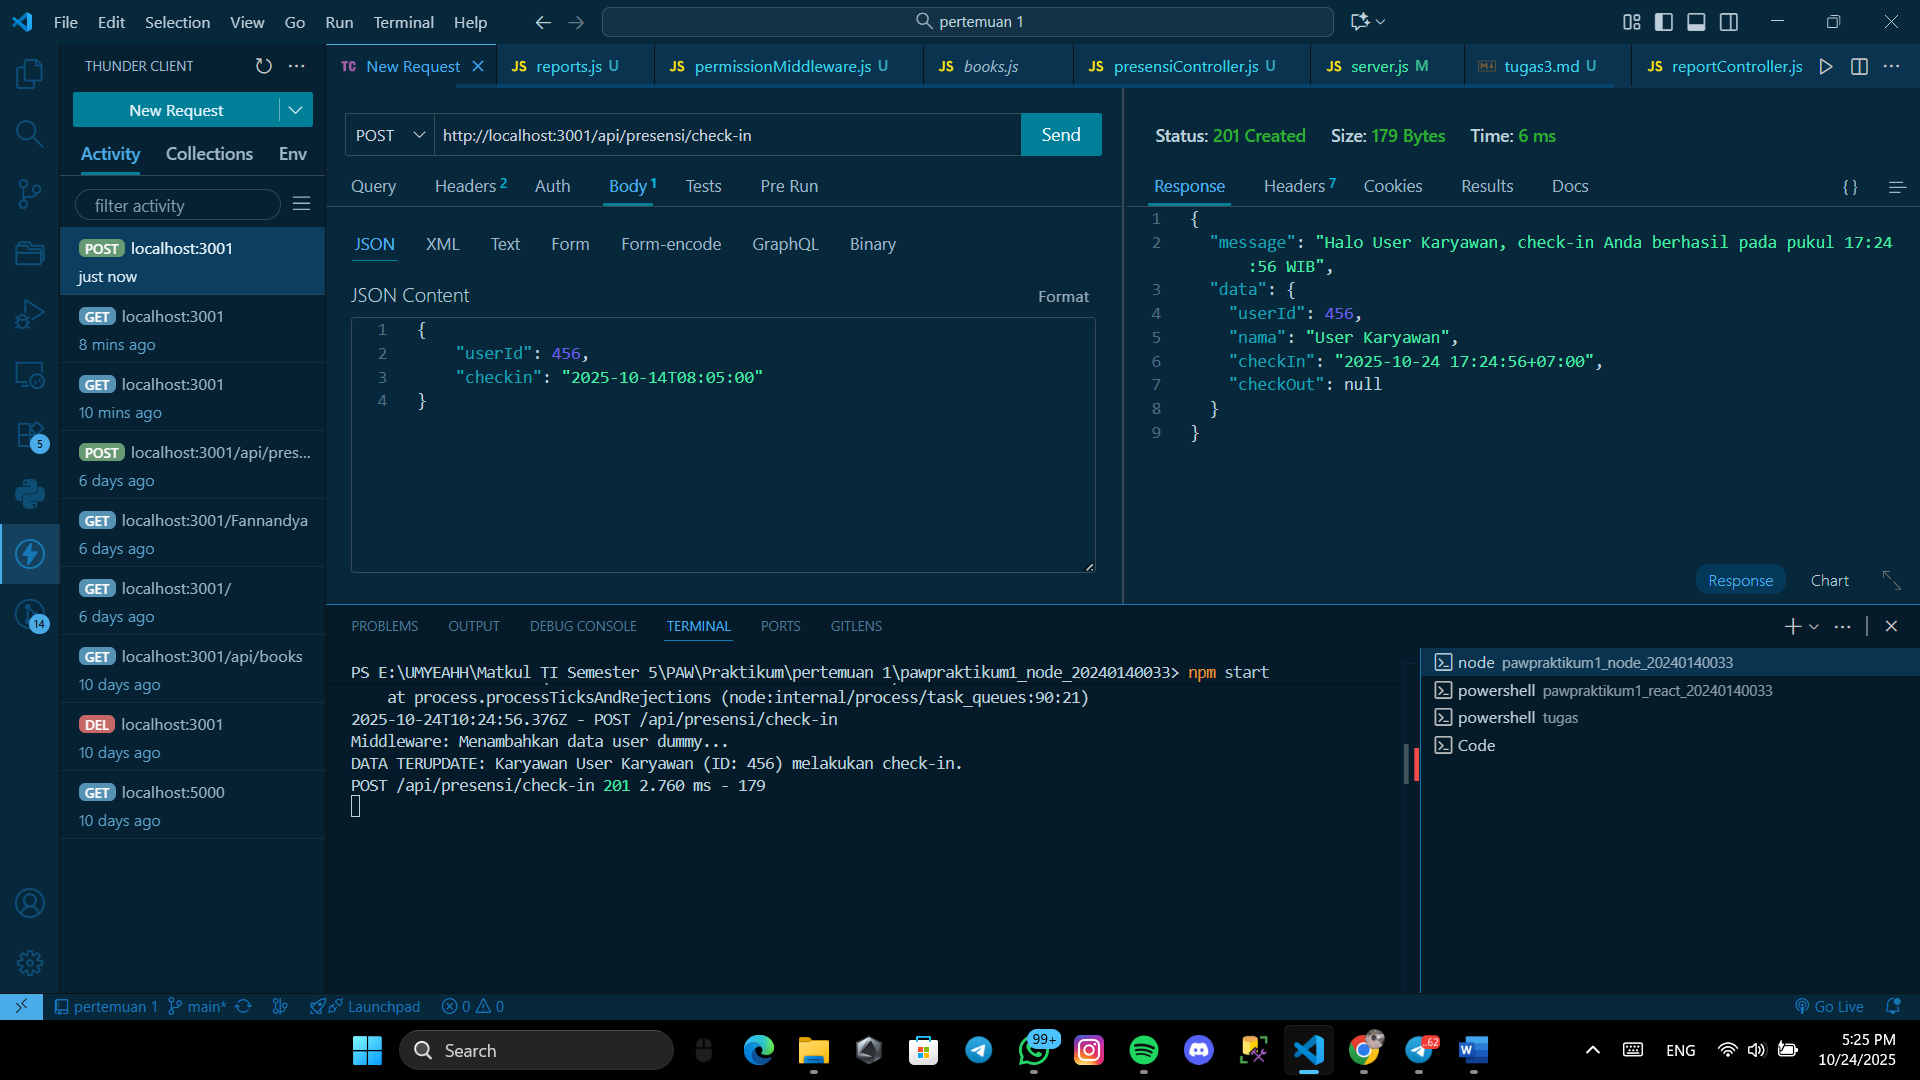 File Edit Selection View Go Run Terminal Help
pertemuan 1
THUNDER CLIENT
New Request
Activity Collections Env
filter activity
POST localhost:3001
just now
GET localhost:3001
8 mins ago
GET localhost:3001
10 mins ago
POST localhost:3001/api/pres...
6 days ago
GET localhost:3001/Fannandya
6 days ago
GET localhost:3001/
6 days ago
GET localhost:3001/api/books
10 days ago
DEL localhost:3001
10 days ago
GET localhost:5000
10 days ago
5
14
TC New Request
JS reports.js U
JS permissionMiddleware.js U
JS books.js
JS presensiController.js U
JS server.js M
tugas3.md U
JS reportController.js
POST http://localhost:3001/api/presensi/check-in Send
Query Headers 2 Auth Body 1 Tests Pre Run
JSON XML Text Form Form-encode GraphQL Binary
JSON Content Format
1 {
2 "userId": 456,
3 "checkin": "2025-10-14T08:05:00"
4 }
Status: 201 Created Size: 179 Bytes Time: 6 ms
Response Headers 7 Cookies Results Docs {}
1 {
2 "message": "Halo User Karyawan, check-in Anda berhasil pada pukul 17:24
:56 WIB",
3 "data": {
4 "userId": 456,
5 "nama": "User Karyawan",
6 "checkIn": "2025-10-24 17:24:56+07:00",
7 "checkOut": null
8 }
9 }
Response Chart
PROBLEMS OUTPUT DEBUG CONSOLE TERMINAL PORTS GITLENS
PS E:\UMYEAHH\Matkul TI Semester 5\PAW\Praktikum\pertemuan 1\pawpraktikum1_node_20240140033> npm start
at process.processTicksAndRejections (node:internal/process/task_queues:90:21)
2025-10-24T10:24:56.376Z - POST /api/presensi/check-in
Middleware: Menambahkan data user dummy...
DATA TERUPDATE: Karyawan User Karyawan (ID: 456) melakukan check-in.
POST /api/presensi/check-in 201 2.760 ms - 179
node pawpraktikum1_node_20240140033
powershell pawpraktikum1_react_20240140033
powershell tugas
Code
pertemuan 1 main* Launchpad 0 0 Go Live
Search
99+
.62
ENG
5:25 PM
10/24/2025